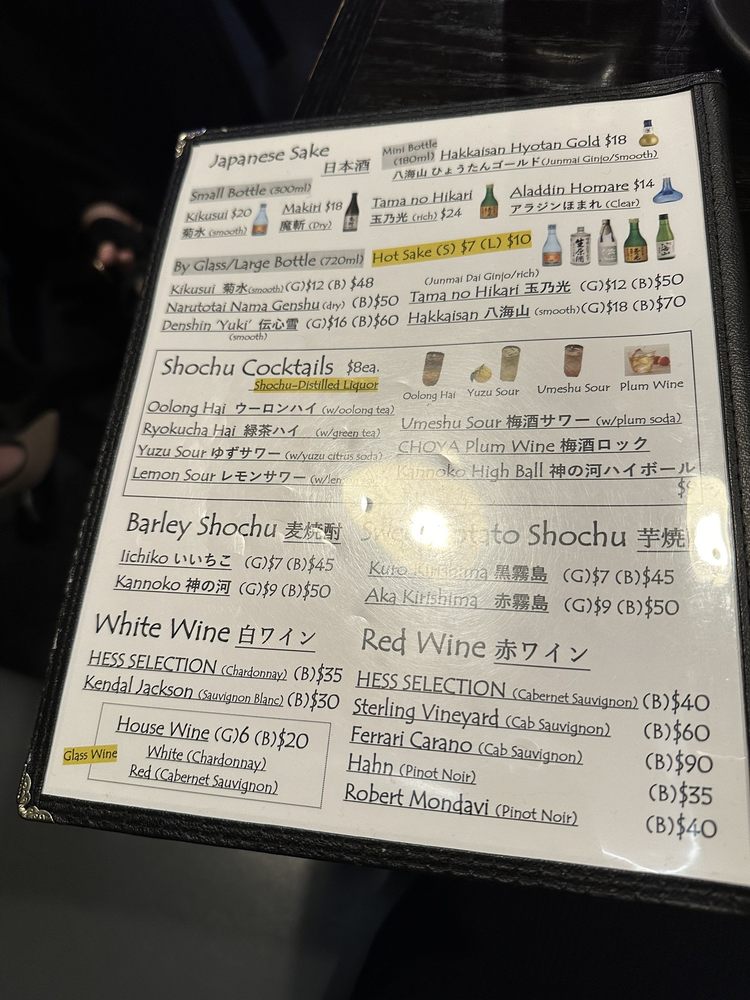 Japanese Sake 日本酒
Mini Bottle (180ml) Hakkaisan Hyotan Gold $18
八海山 ひょうたんゴールド(Junmai Ginjo/Smooth)
Small Bottle (300ml)
Kikusui $20
菊水 (smooth)
Makiri $18
魔斬 (Dry)
Tama no Hikari
玉乃光 (rich) $24
Aladdin Homare $14
アラジンほまれ (Clear)
By Glass/Large Bottle (720ml) Hot Sake (S) $7 (L) $10
Kikusui 菊水(smooth)(G)$12 (B) $48
Narutotai Nama Genshu (dry) (B)$50
Denshin 'Yuki' 伝心雪 (G)$16 (B)$60
(smooth)
(Junmai Dai Ginjo/rich)
Tama no Hikari 玉乃光 (G)$12 (B)$50
Hakkaisan 八海山 (smooth)(G)$18 (B)$70
Shochu Cocktails $8ea.
Shochu-Distilled Liquor
Oolong Hai
Yuzu Sour
Umeshu Sour
Plum Wine
Oolong Hai ウーロンハイ (w/oolong tea)
Ryokucha Hai 緑茶ハイ (w/green tea)
Yuzu Sour ゆずサワー (w/yuzu citrus soda)
Lemon Sour レモンサワー
Umeshu Sour 梅酒サワー (w/plum soda)
CHOYA Plum Wine 梅酒ロック
Kannoko High Ball 神の河ハイボール
Barley Shochu 麦焼酎
Iichiko いいちこ (G)$7 (B)$45
Kannoko 神の河 (G)$9 (B)$50
Shochu
Kuro Kirishima 黒霧島 (G)$7 (B)$45
Aka Kirishima 赤霧島 (G)$9 (B)$50
White Wine 白ワイン
HESS SELECTION (Chardonnay) (B)$35
Kendal Jackson (Sauvignon Blanc) (B)$30
House Wine (G)6 (B)$20
Glass Wine
White (Chardonnay)
Red (Cabernet Sauvignon)
Red Wine 赤ワイン
HESS SELECTION (Cabernet Sauvignon) (B)$40
Sterling Vineyard (Cab Sauvignon) (B)$60
Ferrari Carano (Cab Sauvignon) (B)$90
Hahn (Pinot Noir) (B)$35
Robert Mondavi (Pinot Noir) (B)$40